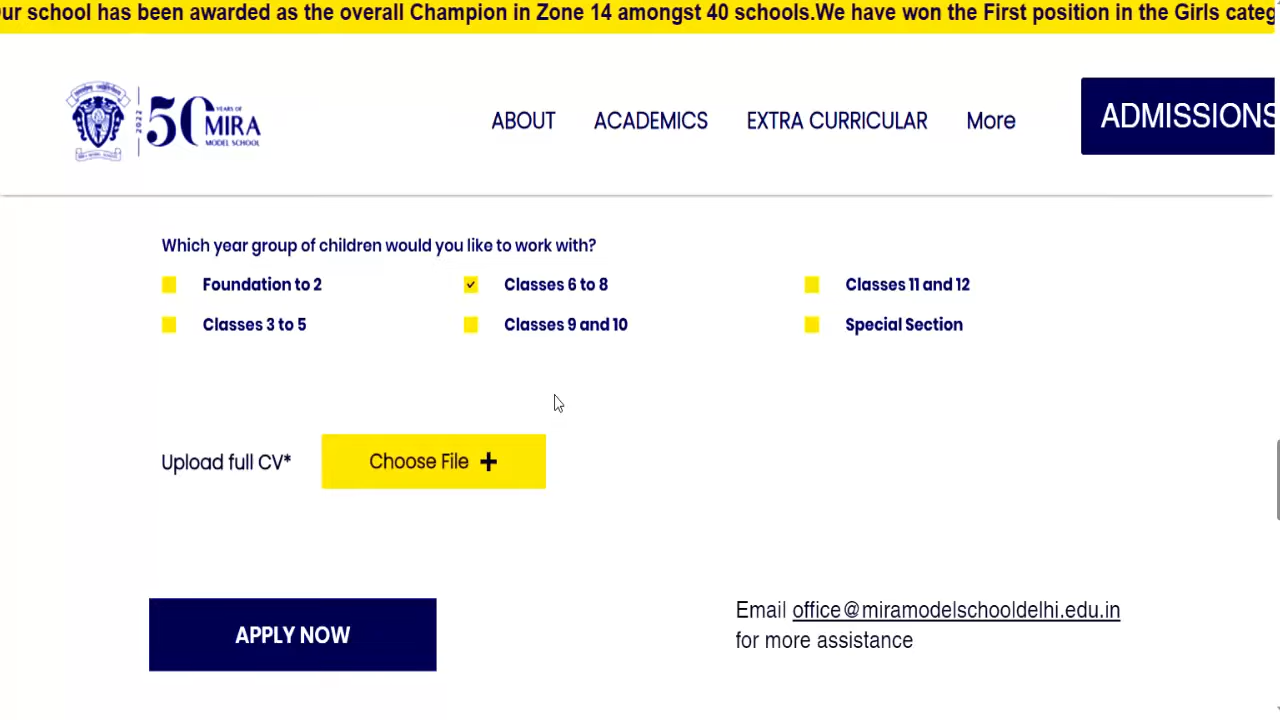 ur school has been awarded as the overall Champion in Zone 14 amongst 40 schools.We have won the First position in the Girls categ
2022
50
YEARS OF
MIRA
MODEL SCHOOL
ABOUT ACADEMICS EXTRA CURRICULAR More ADMISSIONS
Which year group of children would you like to work with?
Foundation to 2 Classes 6 to 8 Classes 11 and 12
Classes 3 to 5 Classes 9 and 10 Special Section
Upload full CV* Choose File +
APPLY NOW
Email office@miramodelschooldelhi.edu.in
for more assistance